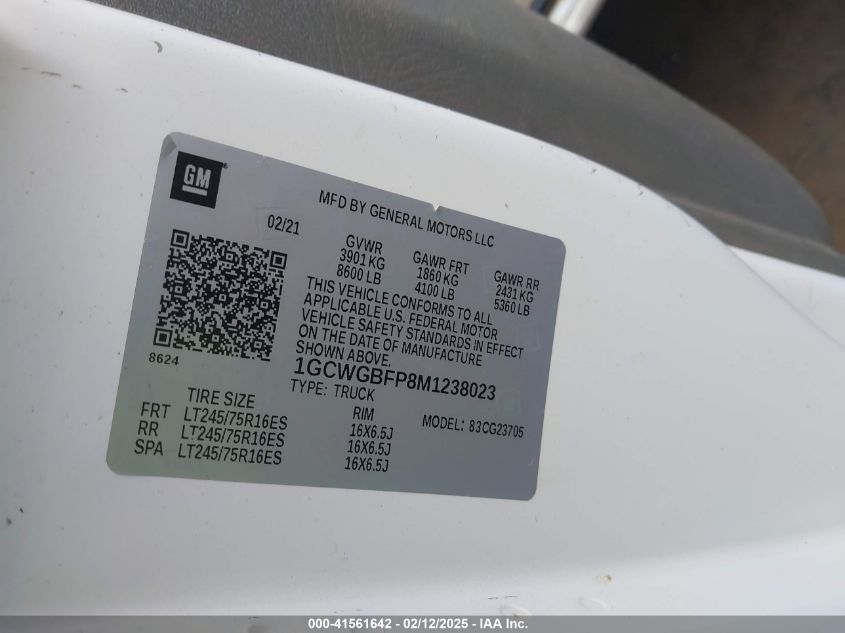 GM
MFD BY GENERAL MOTORS LLC
02/21
GVWR
3901 KG
8600 LB
GAWR FRT
1860 KG
4100 LB
GAWR RR
2431 KG
5360 LB
THIS VEHICLE CONFORMS TO ALL
APPLICABLE U.S. FEDERAL MOTOR
VEHICLE SAFETY STANDARDS IN EFFECT
ON THE DATE OF MANUFACTURE
SHOWN ABOVE.
8624
1GCWGBFP8M1238023
TYPE: TRUCK
MODEL: 83CG23705
TIRE SIZE RIM
FRT LT245/75R16ES 16X6.5J
RR LT245/75R16ES 16X6.5J
SPA LT245/75R16ES 16X6.5J
000-41561642 - 02/12/2025 - IAA Inc.